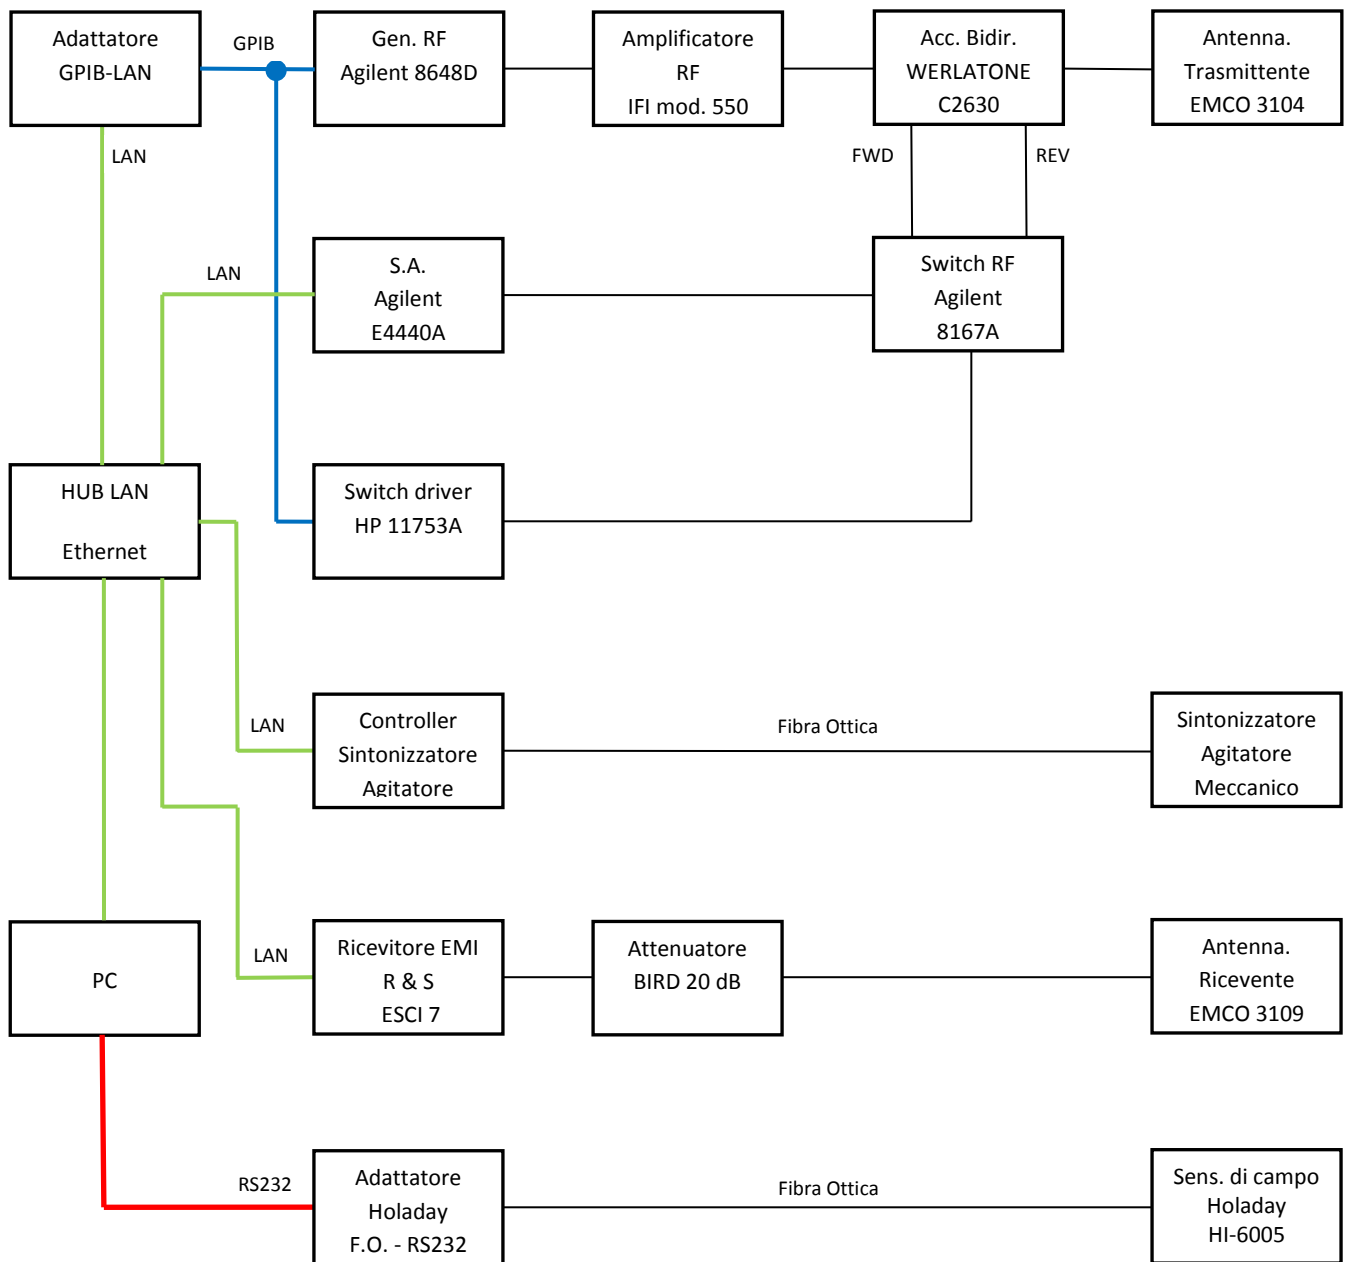 Adattatore
GPIB-LAN
GPIB
Gen. RF
Agilent 8648D
Amplificatore
RF
IFI mod. 550
Acc. Bidir.
WERLATONE
C2630
Antenna.
Trasmittente
EMCO 3104
LAN
FWD
REV
LAN
S.A.
Agilent
E4440A
Switch RF
Agilent
8167A
HUB LAN
Ethernet
Switch driver
HP 11753A
LAN
Controller
Sintonizzatore
Agitatore
Fibra Ottica
Sintonizzatore
Agitatore
Meccanico
PC
LAN
Ricevitore EMI
R & S
ESCI 7
Attenuatore
BIRD 20 dB
Antenna.
Ricevente
EMCO 3109
RS232
Adattatore
Holaday
F.O. - RS232
Fibra Ottica
Sens. di campo
Holaday
HI-6005